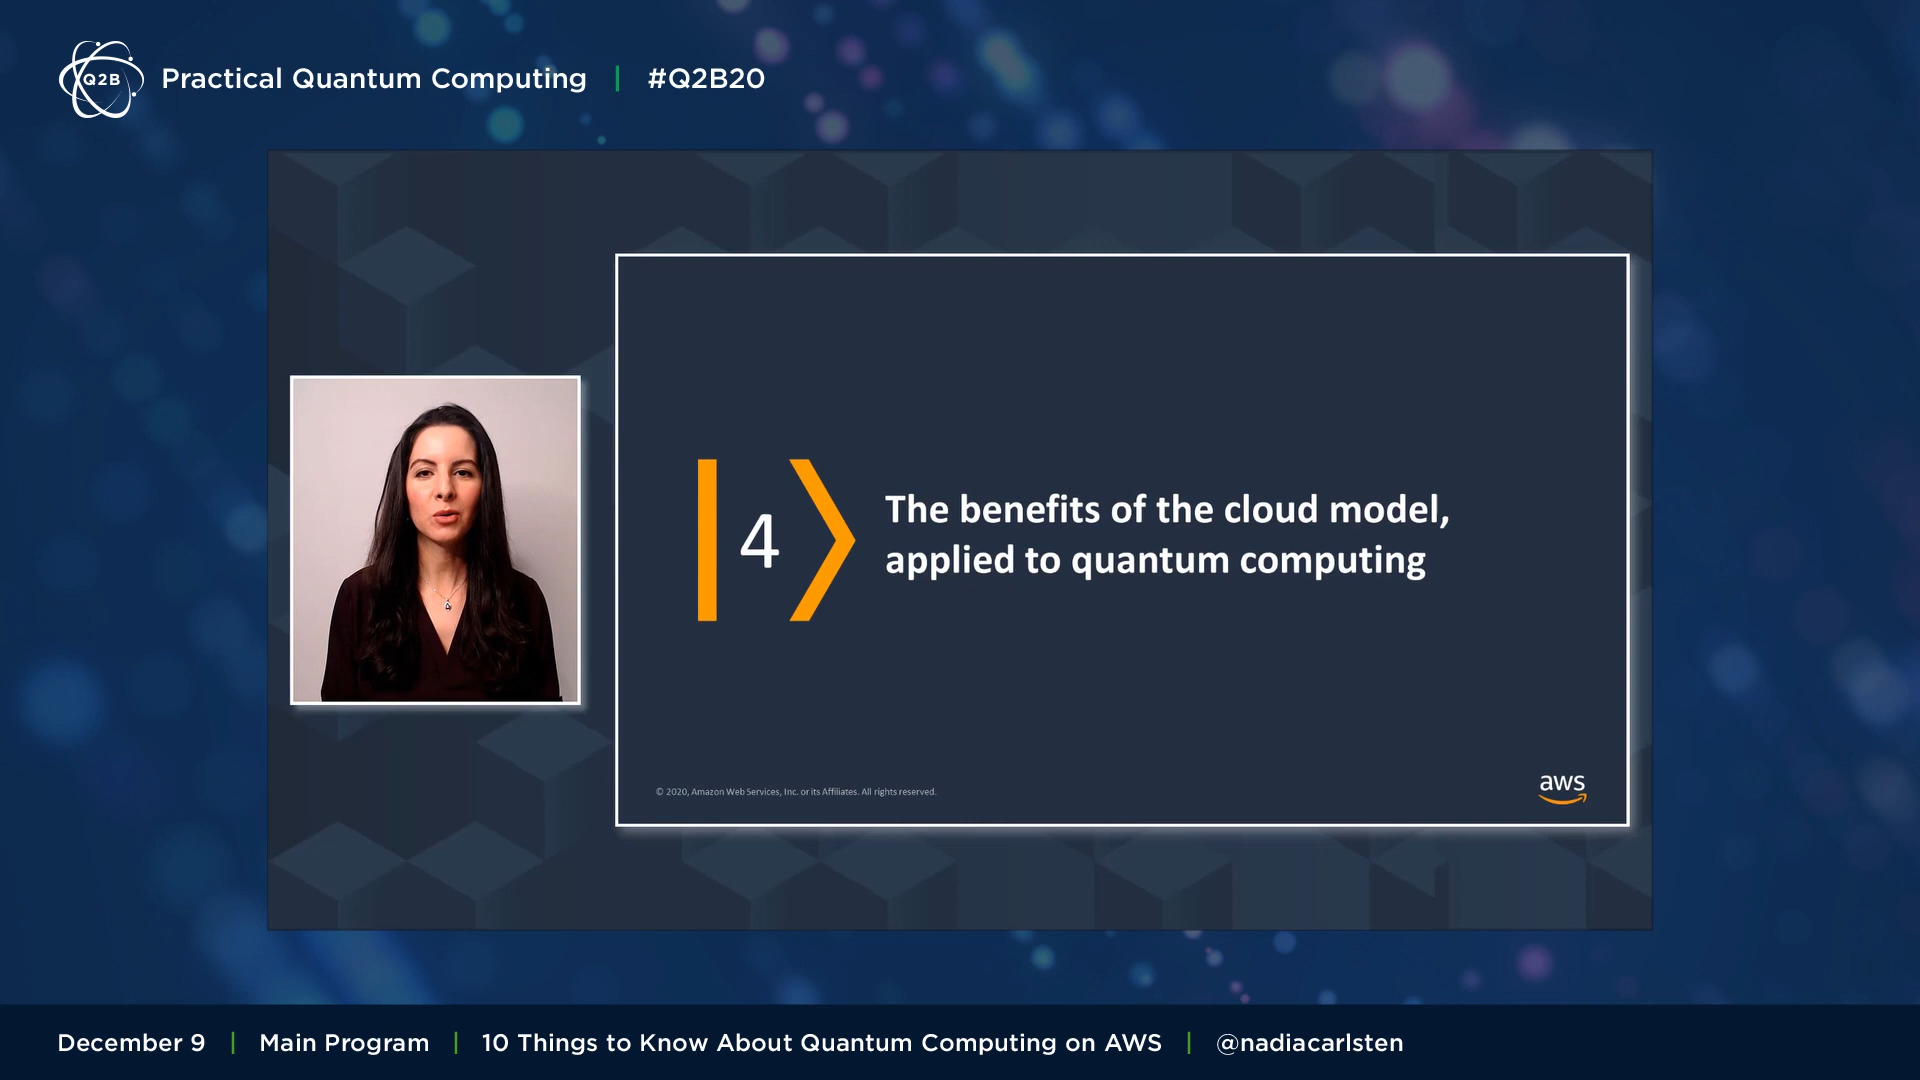 Q2B
Practical Quantum Computing | #Q2B20
|4〉
The benefits of the cloud model,
applied to quantum computing
© 2020, Amazon Web Services, Inc. or its Affiliates. All rights reserved.
aws
December 9 | Main Program | 10 Things to Know About Quantum Computing on AWS | @nadiacarlsten